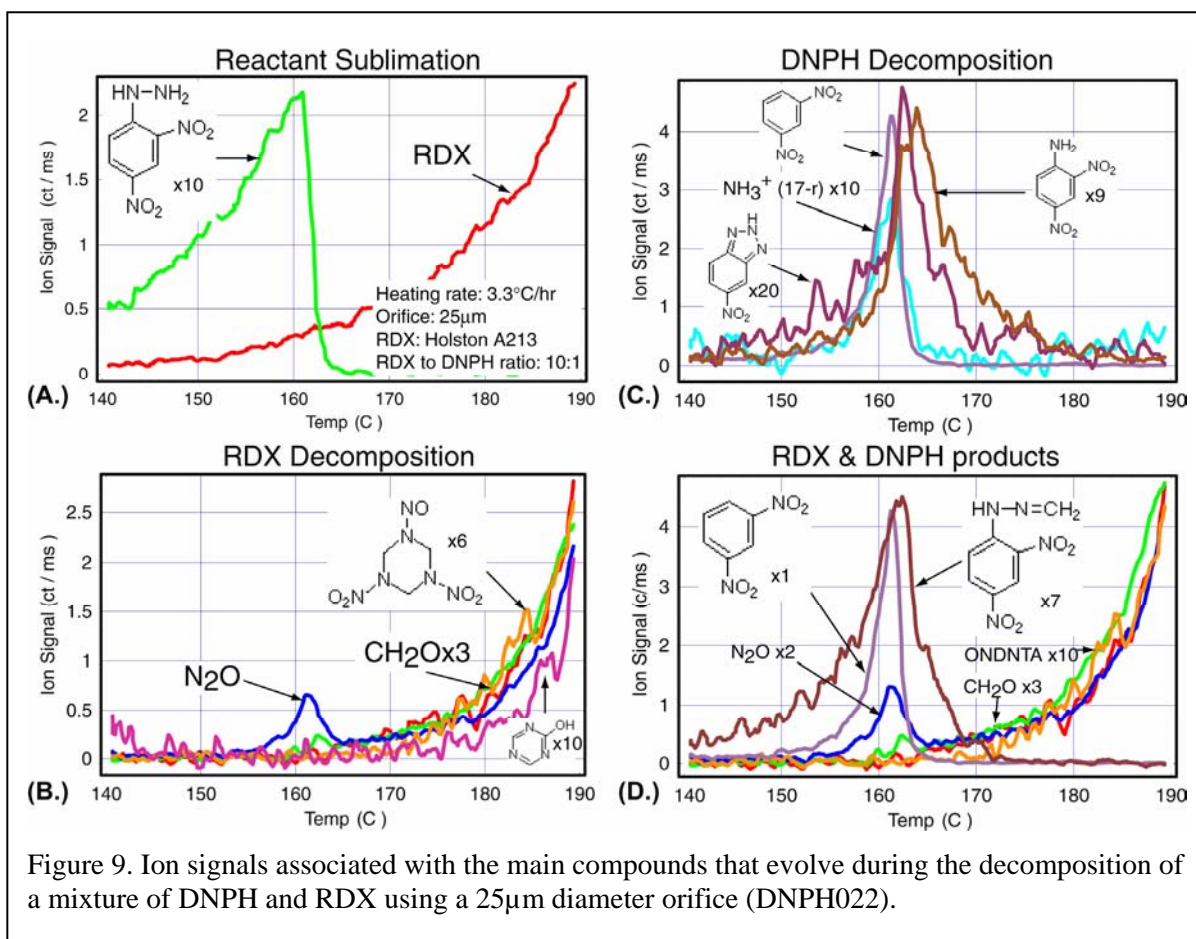 Reactant Sublimation
Ion Signal (ct / ms)
2
1.5
1
0.5
0
HN–NH2
NO2
x10
NO2
RDX
Heating rate: 3.3°C/hr
Orifice: 25µm
RDX: Holston A213
RDX to DNPH ratio: 10:1
(A.)
140 150 160 170 180 190
Temp (C)
DNPH Decomposition
NO2
NO2
NH3+ (17-r) x10
H
N N
N
NO2
x20
NH2
NO2
x9
NO2
4
3
2
1
0
Ion Signal (ct / ms)
(C.)
140 150 160 170 180 190
Temp (C)
RDX Decomposition
Ion Signal (ct / ms)
2.5
2
1.5
1
0.5
0
NO
N
x6
N N
O2N NO2
N2O
CH2Ox3
OH
N N
N
x10
(B.)
140 150 160 170 180 190
Temp (C)
RDX & DNPH products
NO2
NO2
x1
HN–N=CH2
NO2
NO2
x7
N2O x2
ONDNTA x10
CH2O x3
4
3
2
1
0
Ion Signal (c/ms)
(D.)
140 150 160 170 180 190
Temp (C)
Figure 9. Ion signals associated with the main compounds that evolve during the decomposition of
a mixture of DNPH and RDX using a 25µm diameter orifice (DNPH022).